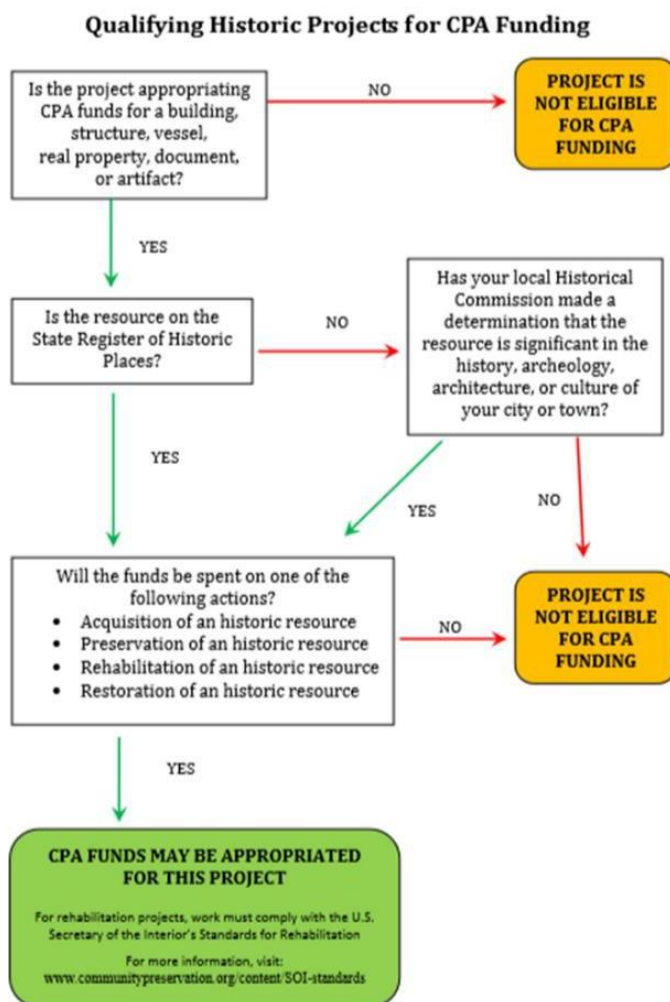 Qualifying Historic Projects for CPA Funding
Is the project appropriating
CPA funds for a building,
structure, vessel,
real property, document,
or artifact?
NO
PROJECT IS
NOT ELIGIBLE
FOR CPA
FUNDING
YES
Is the resource on the
State Register of Historic
Places?
NO
Has your local Historical
Commission made a
determination that the
resource is significant in the
history, archeology,
architecture, or culture of
your city or town?
YES
YES
NO
Will the funds be spent on one of the
following actions?
• Acquisition of an historic resource
• Preservation of an historic resource
• Rehabilitation of an historic resource
• Restoration of an historic resource
NO
PROJECT IS
NOT ELIGIBLE
FOR CPA
FUNDING
YES
CPA FUNDS MAY BE APPROPRIATED
FOR THIS PROJECT
For rehabilitation projects, work must comply with the U.S.
Secretary of the Interior's Standards for Rehabilitation
For more information, visit:
www.communitypreservation.org/content/SOI-standards